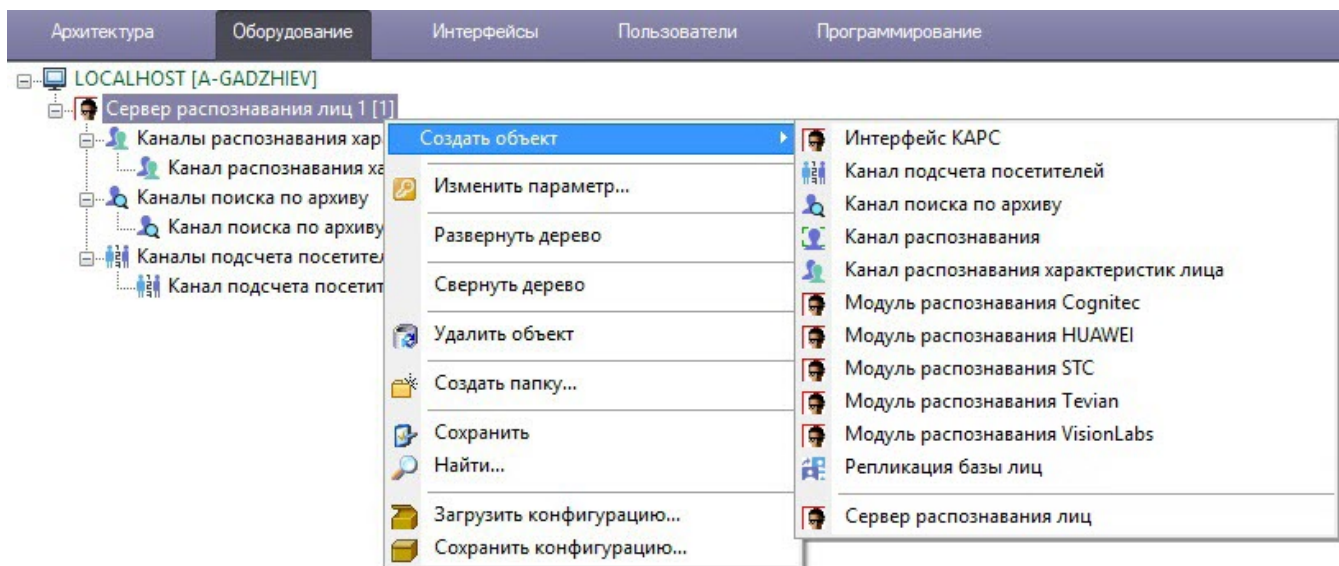 Архитектура Оборудование Интерфейсы Пользователи Программирование
LOCALHOST [A-GADZHIEV]
Сервер распознавания лиц 1 [1]
Каналы распознавания хар
Канал распознавания ха
Каналы поиска по архиву
Канал поиска по архиву
Каналы подсчета посетите
Канал подсчета посетит
Создать объект
Изменить параметр...
Развернуть дерево
Свернуть дерево
Удалить объект
Создать папку...
Сохранить
Найти...
Загрузить конфигурацию...
Сохранить конфигурацию...
Интерфейс КАРС
Канал подсчета посетителей
Канал поиска по архиву
Канал распознавания
Канал распознавания характеристик лица
Модуль распознавания Cognitec
Модуль распознавания HUAWEI
Модуль распознавания STC
Модуль распознавания Tevian
Модуль распознавания VisionLabs
Репликация базы лиц
Сервер распознавания лиц